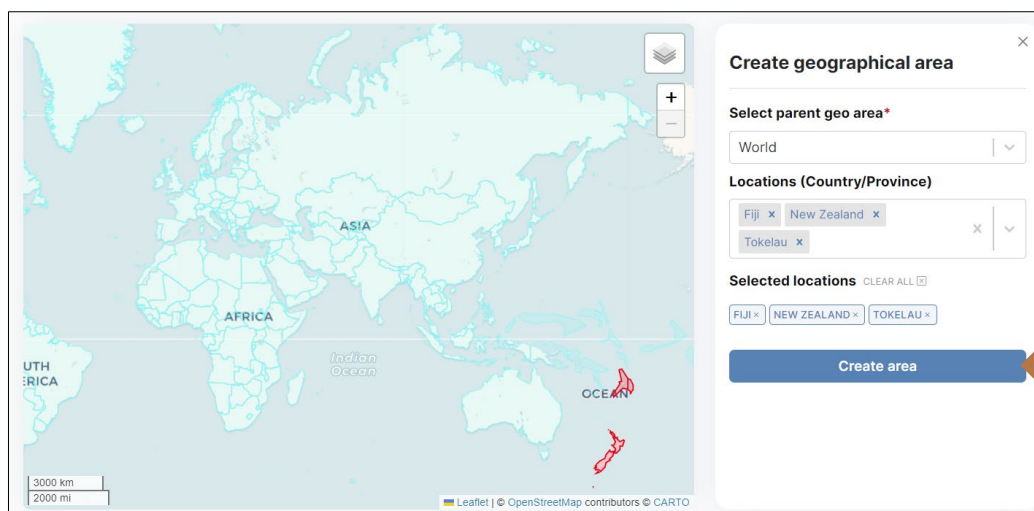 ASIA
AFRICA
Indian
Ocean
UTH
ERICA
OCEAN
+
−
3000 km
2000 mi
Leaflet | © OpenStreetMap contributors © CARTO
×
Create geographical area
Select parent geo area*
World
Locations (Country/Province)
Fiji × New Zealand ×
Tokelau ×
×
Selected locations CLEAR ALL
FIJI × NEW ZEALAND × TOKELAU ×
Create area